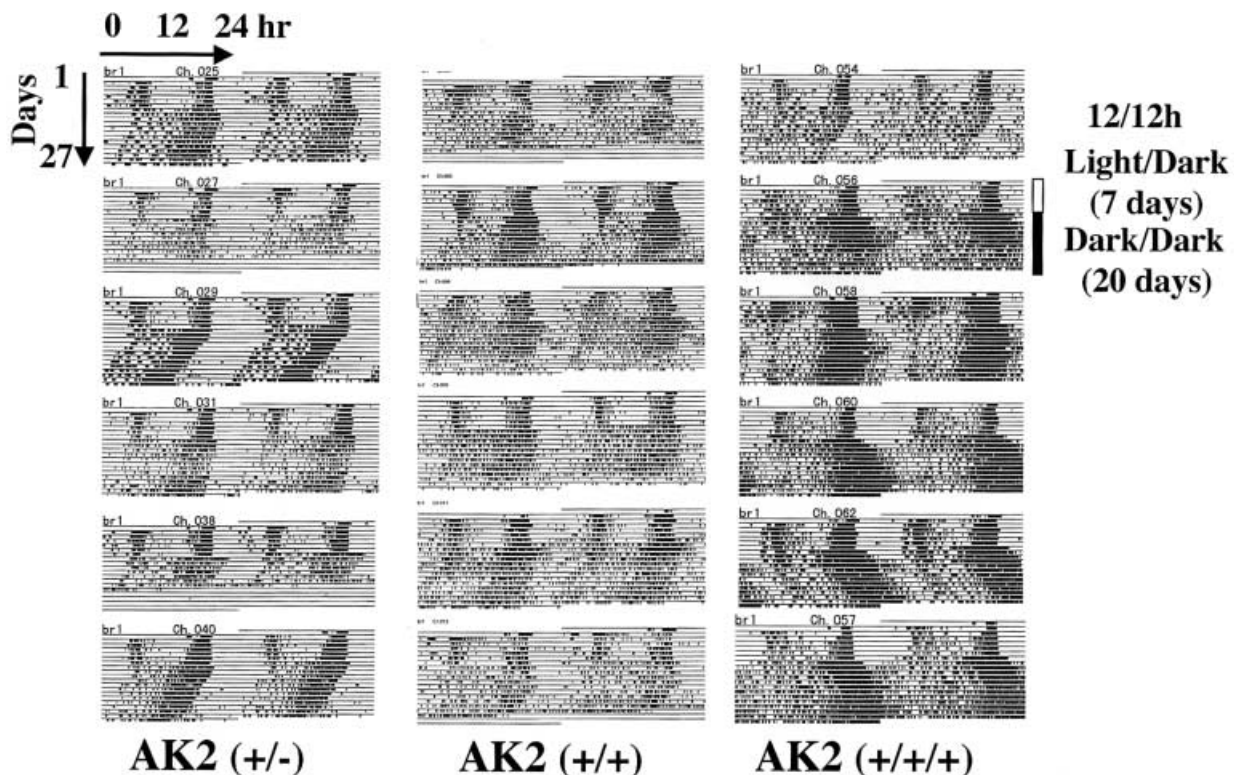 0 12 24 hr
Days
1
27
br1 Ch. 025
br1 Ch. 027
br1 Ch. 029
br1 Ch. 031
br1 Ch. 038
br1 Ch. 040
br1 Ch. 054
br1 Ch. 056
br1 Ch. 058
br1 Ch. 060
br1 Ch. 062
br1 Ch. 057
12/12h
Light/Dark
(7 days)
Dark/Dark
(20 days)
AK2 (+/-)
AK2 (+/+)
AK2 (+/+/+)